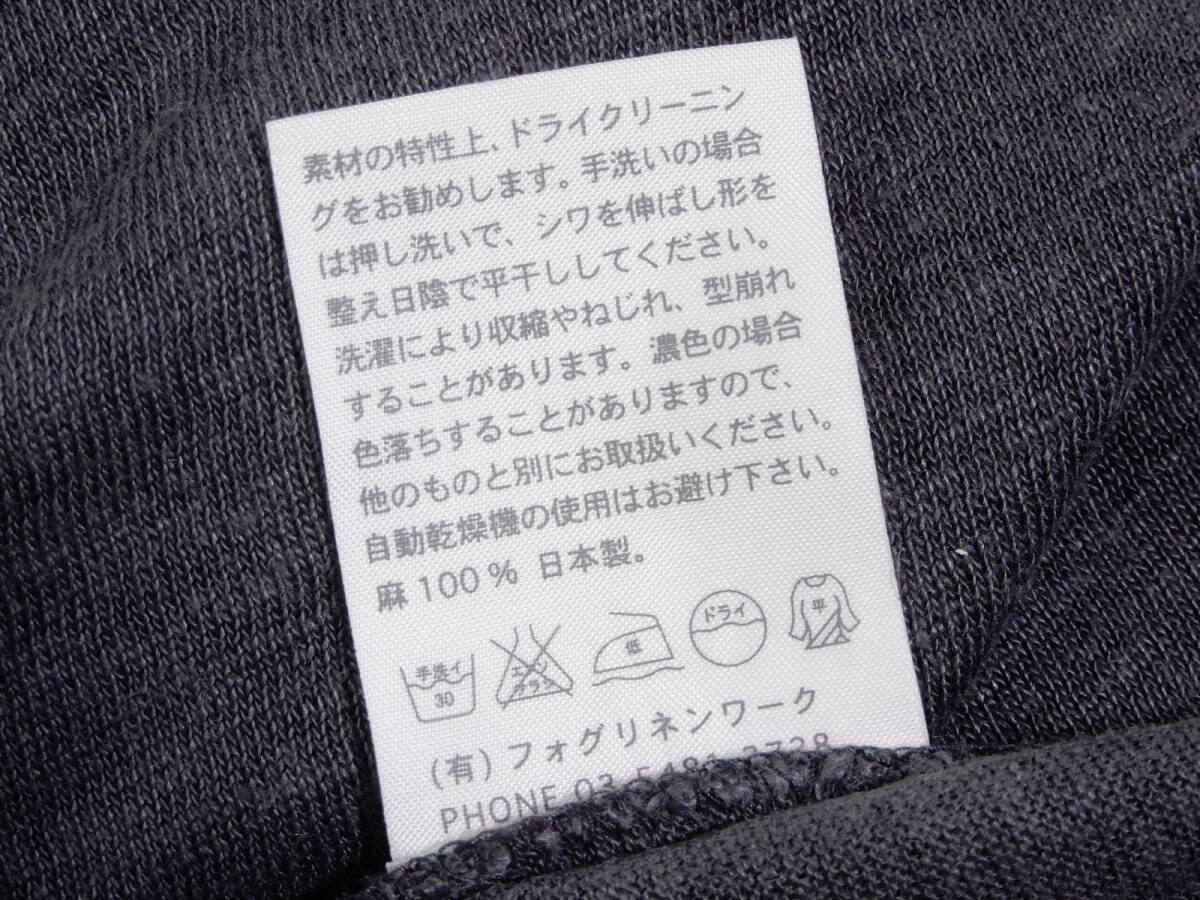 素材の特性上、ドライクリーニン
グをお勧めします。手洗いの場合
は押し洗いで、シワを伸ばし形を
整え日陰で平干ししてください。
洗濯により収縮やねじれ、型崩れ
することがあります。濃色の場合
色落ちすることがありますので、
他のものと別にお取扱いください。
自動乾燥機の使用はお避け下さい。
麻 100 % 日本製。
手洗イ
30
エンソ
サラシ
低
ドライ
平
(有) フォグリネンワーク
PHONE 03